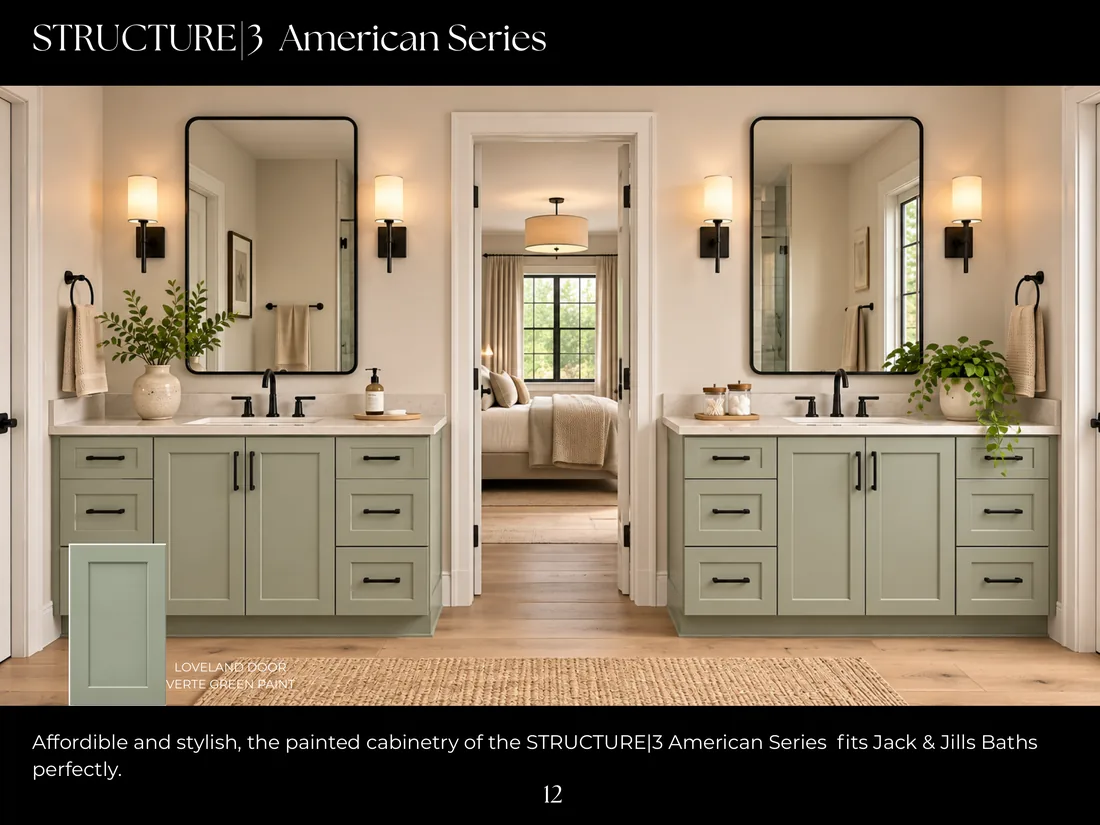 STRUCTURE|3 American Series
LOVELAND DOOR
VERTE GREEN PAINT
Affordible and stylish, the painted cabinetry of the STRUCTURE|3 American Series fits Jack & Jills Baths
perfectly.
12